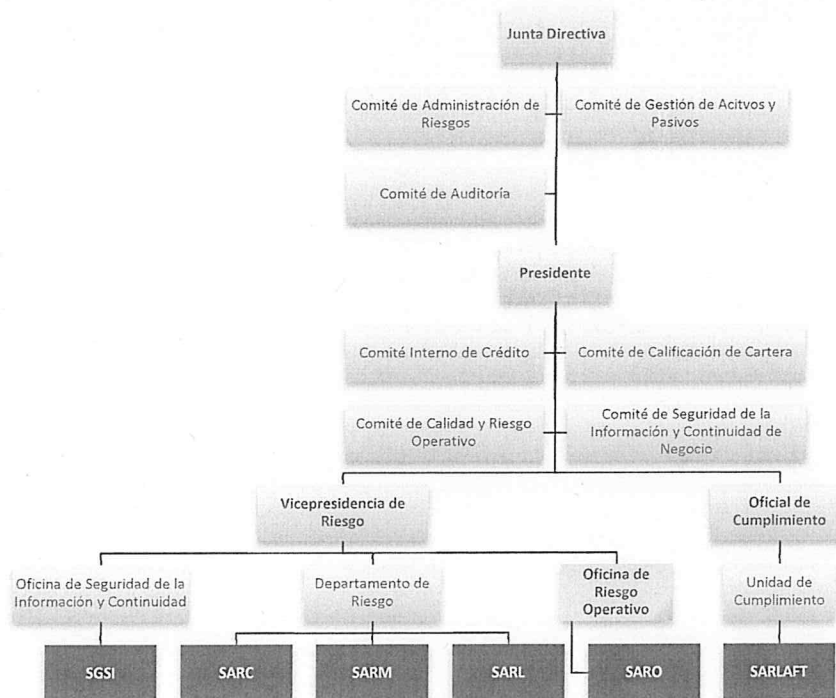 Junta Directiva
Comité de Administración de
Riesgos
Comité de Gestión de Acitvos y
Pasivos
Comité de Auditoría
Presidente
Comité Interno de Crédito
Comité de Calificación de Cartera
Comité de Calidad y Riesgo
Operativo
Comité de Seguridad de la
Información y Continuidad de
Negocio
Vicepresidencia de
Riesgo
Oficial de
Cumplimiento
Oficina de Seguridad de la
Información y Continuidad
Departamento de
Riesgo
Oficina de
Riesgo
Operativo
Unidad de
Cumplimiento
SGSI
SARC
SARM
SARL
SARO
SARLAFT